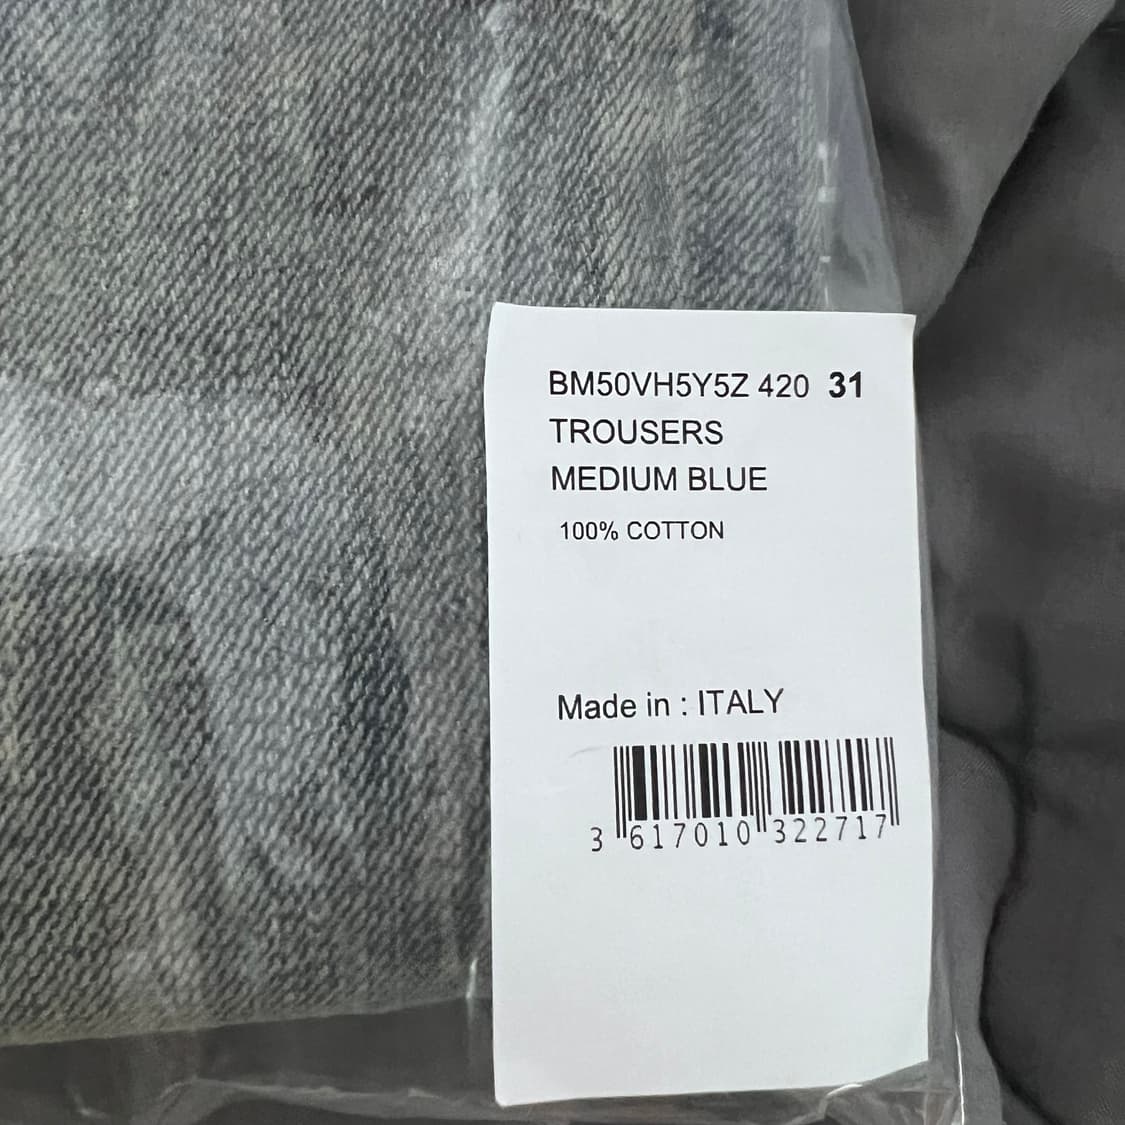 BM50VH5Y5Z 420 31
TROUSERS
MEDIUM BLUE
100% COTTON
Made in : ITALY
3 617010 322717